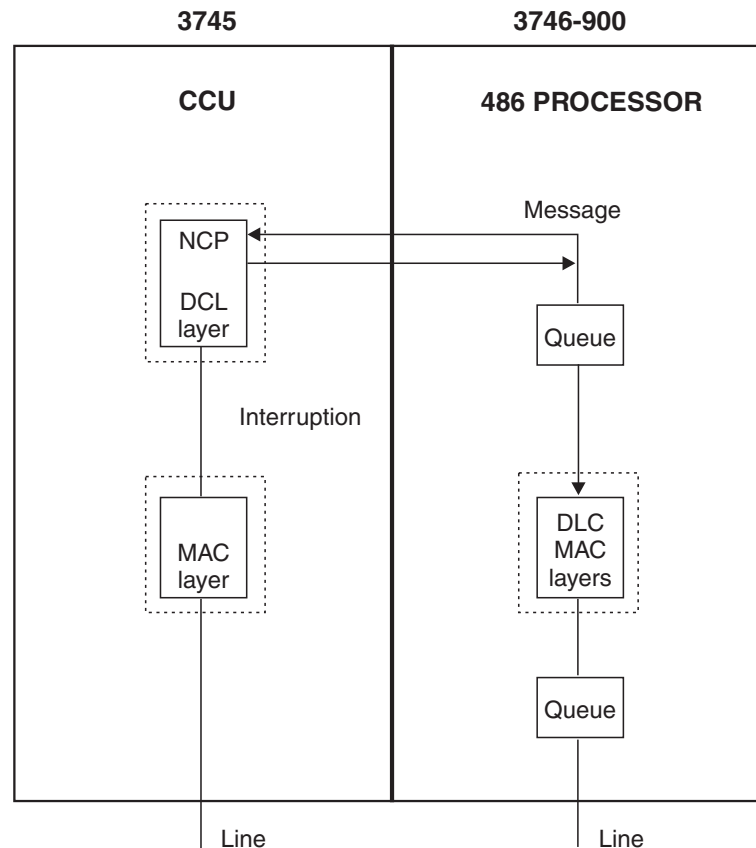 3745
3746-900
CCU
486 PROCESSOR
Message
NCP
DCL
layer
Queue
Interruption
MAC
layer
DLC
MAC
layers
Queue
Line
Line